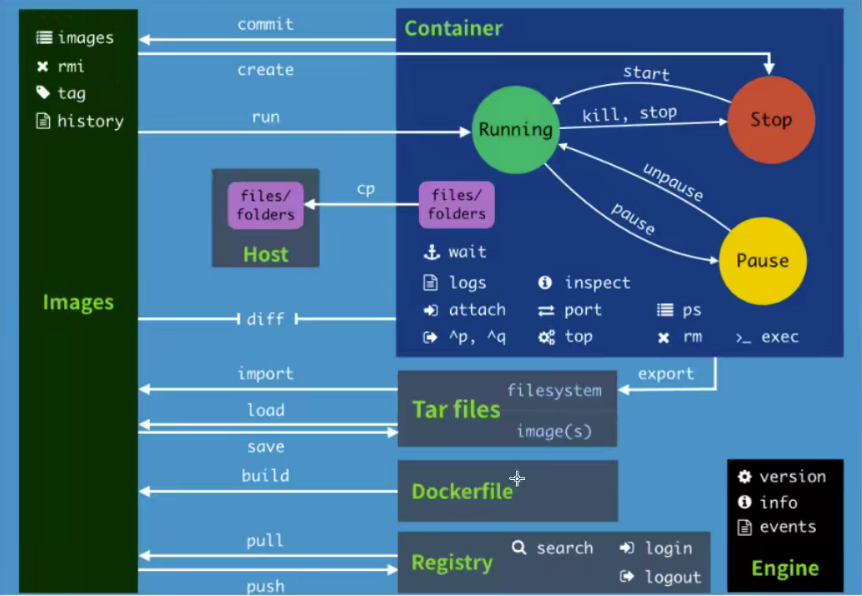 images
rmi
tag
history
Images
commit
create
run
Container
start
kill, stop
Running
Stop
unpause
pause
Pause
files/
folders
Host
cp
files/
folders
wait
logs
inspect
attach
port
ps
^p, ^q
top
rm
>_ exec
diff
import
export
load
save
Tar files
filesystem
image(s)
build
Dockerfile
pull
push
Registry
search
login
logout
version
info
events
Engine